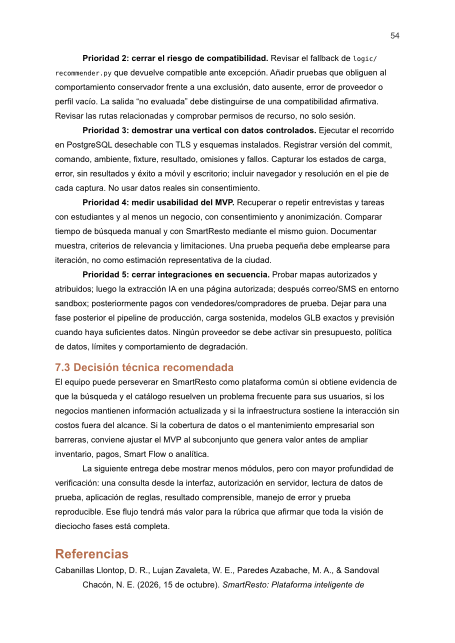 54
Prioridad 2: cerrar el riesgo de compatibilidad. Revisar el fallback de logic/
recommender.py que devuelve compatible ante excepción. Añadir pruebas que obliguen al
comportamiento conservador frente a una exclusión, dato ausente, error de proveedor o
perfil vacío. La salida “no evaluada” debe distinguirse de una compatibilidad afirmativa.
Revisar las rutas relacionadas y comprobar permisos de recurso, no solo sesión.
Prioridad 3: demostrar una vertical con datos controlados. Ejecutar el recorrido
en PostgreSQL desechable con TLS y esquemas instalados. Registrar versión del commit,
comando, ambiente, fixture, resultado, omisiones y fallos. Capturar los estados de carga,
error, sin resultados y éxito a móvil y escritorio; incluir navegador y resolución en el pie de
cada captura. No usar datos reales sin consentimiento.
Prioridad 4: medir usabilidad del MVP. Recuperar o repetir entrevistas y tareas
con estudiantes y al menos un negocio, con consentimiento y anonimización. Comparar
tiempo de búsqueda manual y con SmartResto mediante el mismo guion. Documentar
muestra, criterios de relevancia y limitaciones. Una prueba pequeña debe emplearse para
iteración, no como estimación representativa de la ciudad.
Prioridad 5: cerrar integraciones en secuencia. Probar mapas autorizados y
atribuidos; luego la extracción IA en una página autorizada; después correo/SMS en entorno
sandbox; posteriormente pagos con vendedores/compradores de prueba. Dejar para una
fase posterior el pipeline de producción, carga sostenida, modelos GLB exactos y previsión
cuando haya suficientes datos. Ningún proveedor se debe activar sin presupuesto, política
de datos, límites y comportamiento de degradación.
7.3 Decisión técnica recomendada
El equipo puede perseverar en SmartResto como plataforma común si obtiene evidencia de
que la búsqueda y el catálogo resuelven un problema frecuente para sus usuarios, si los
negocios mantienen información actualizada y si la infraestructura sostiene la interacción sin
costos fuera del alcance. Si la cobertura de datos o el mantenimiento empresarial son
barreras, conviene ajustar el MVP al subconjunto que genera valor antes de ampliar
inventario, pagos, Smart Flow o analítica.
La siguiente entrega debe mostrar menos módulos, pero con mayor profundidad de
verificación: una consulta desde la interfaz, autorización en servidor, lectura de datos de
prueba, aplicación de reglas, resultado comprensible, manejo de error y prueba
reproducible. Ese flujo tendrá más valor para la rúbrica que afirmar que toda la visión de
dieciocho fases está completa.
Referencias
Cabanillas Llontop, D. R., Lujan Zavaleta, W. E., Paredes Azabache, M. A., & Sandoval
Chacón, N. E. (2026, 15 de octubre). SmartResto: Plataforma inteligente de